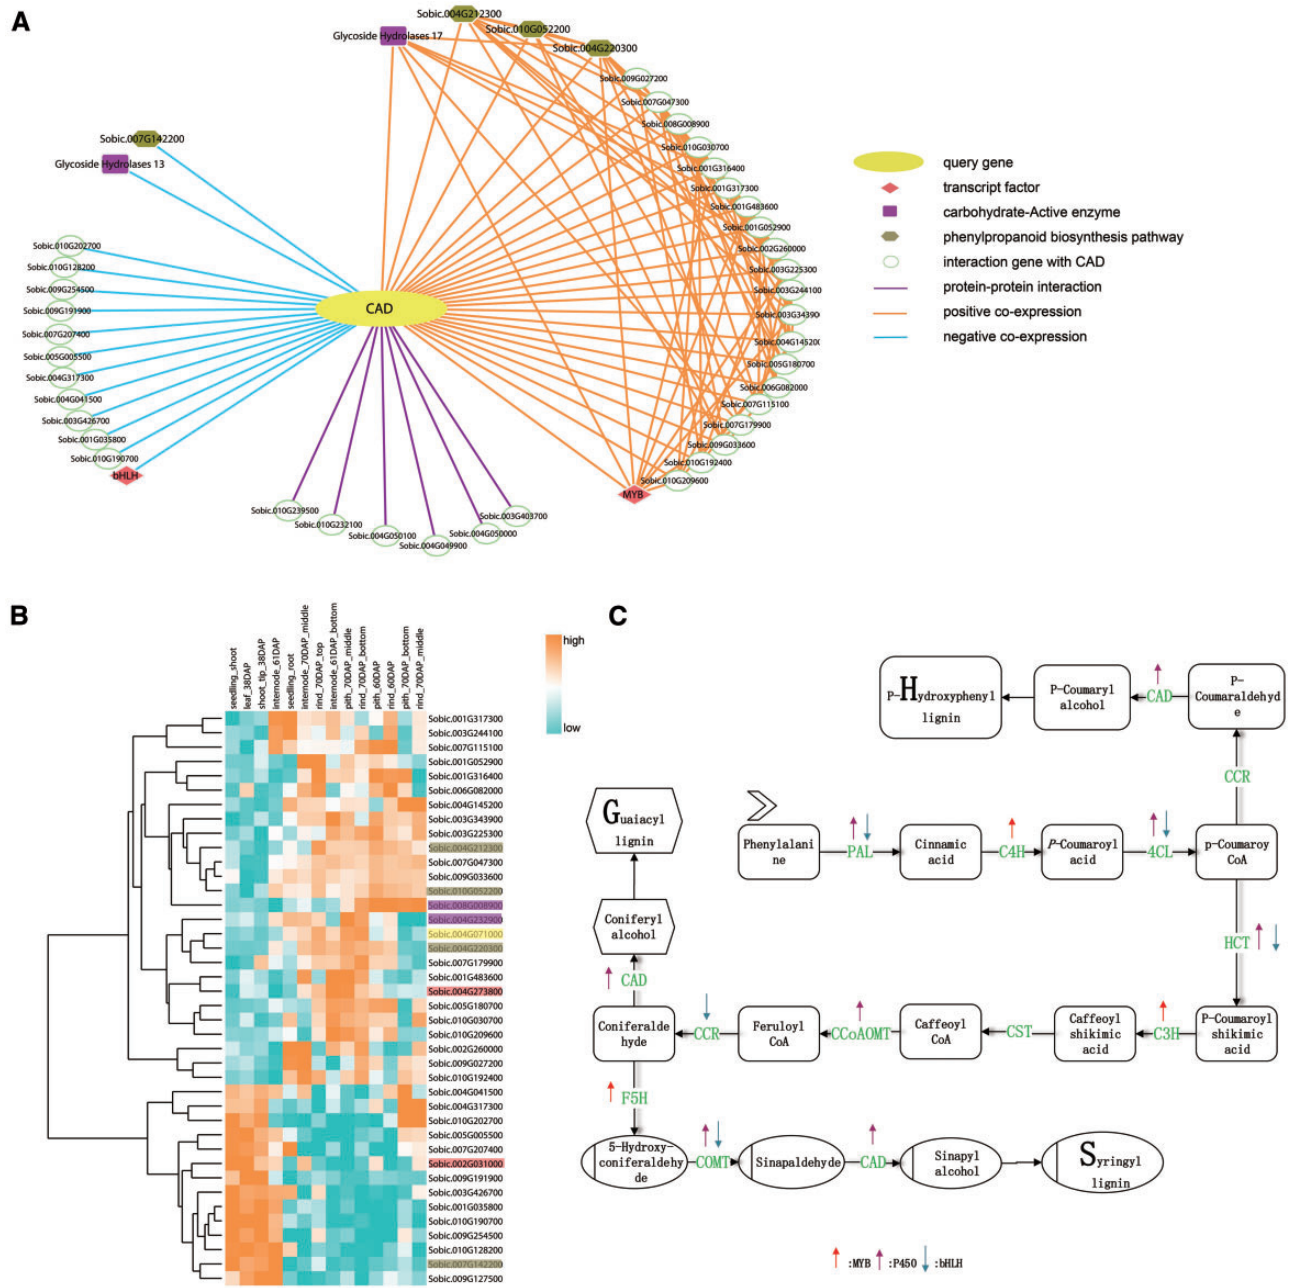 A
Sobic.004G212300
Sobic.010G052200
Glycoside Hydrolases 17
Sobic.004G220300
Sobic.009G027200
Sobic.007G047300
Sobic.008G008900
Sobic.010G030700
Sobic.001G316400
Sobic.001G317300
Sobic.001G483600
Sobic.001G052900
Sobic.002G260000
Sobic.003G225300
Sobic.003G244100
Sobic.003G34390
Sobic.004G14520
Sobic.005G180700
Sobic.006G082000
Sobic.007G115100
Sobic.007G179900
Sobic.009G033600
Sobic.010G192400
Sobic.010G209600
MYB
Sobic.007G142200
Glycoside Hydrolases 13
Sobic.010G202700
Sobic.010G128200
Sobic.009G254500
Sobic.009G191900
Sobic.007G207400
Sobic.005G005500
Sobic.004G317300
Sobic.004G041500
Sobic.003G426700
Sobic.001G035800
Sobic.010G190700
bHLH
CAD
Sobic.010G239500
Sobic.010G232100
Sobic.004G050100
Sobic.004G049900
Sobic.004G050000
Sobic.003G403700
query gene
transcript factor
carbohydrate-Active enzyme
phenylpropanoid biosynthesis pathway
interaction gene with CAD
protein-protein interaction
positive co-expression
negative co-expression
B
seedling_shoot
leaf_38DAP
shoot_tip_38DAP
internode_61DAP
seedling_root
internode_70DAP_middle
rind_70DAP_top
internode_61DAP_bottom
pith_70DAP_middle
rind_70DAP_bottom
pith_60DAP
rind_60DAP
pith_70DAP_bottom
rind_70DAP_middle
high
low
Sobic.001G317300
Sobic.003G244100
Sobic.007G115100
Sobic.001G052900
Sobic.001G316400
Sobic.006G082000
Sobic.004G145200
Sobic.003G343900
Sobic.003G225300
Sobic.004G212300
Sobic.007G047300
Sobic.009G033600
Sobic.010G052200
Sobic.008G008900
Sobic.004G232900
Sobic.004G071000
Sobic.004G220300
Sobic.007G179900
Sobic.001G483600
Sobic.004G273800
Sobic.005G180700
Sobic.010G030700
Sobic.010G209600
Sobic.002G260000
Sobic.009G027200
Sobic.010G192400
Sobic.004G041500
Sobic.004G317300
Sobic.010G202700
Sobic.005G005500
Sobic.007G207400
Sobic.002G031000
Sobic.009G191900
Sobic.003G426700
Sobic.001G035800
Sobic.010G190700
Sobic.009G254500
Sobic.010G128200
Sobic.007G142200
Sobic.009G127500
C
P-Hydroxyphenyl
lignin
P-Coumaryl
alcohol
CAD
P-
Coumaraldehyd
e
CCR
Guaiacyl
lignin
Phenylalani
ne
PAL
Cinnamic
acid
C4H
P-Coumaroyl
acid
4CL
p-Coumaroy
CoA
Coniferyl
alcohol
HCT
CAD
Coniferalde
hyde
CCR
Feruloyl
CoA
CCoAOMT
Caffeoyl
CoA
CST
Caffeoyl
shikimic
acid
C3H
P-Coumaroyl
shikimic
acid
F5H
5-Hydroxy-
coniferaldehy
de
COMT
Sinapaldehyde
CAD
Sinapyl
alcohol
Syringyl
lignin
:MYB :P450 :bHLH